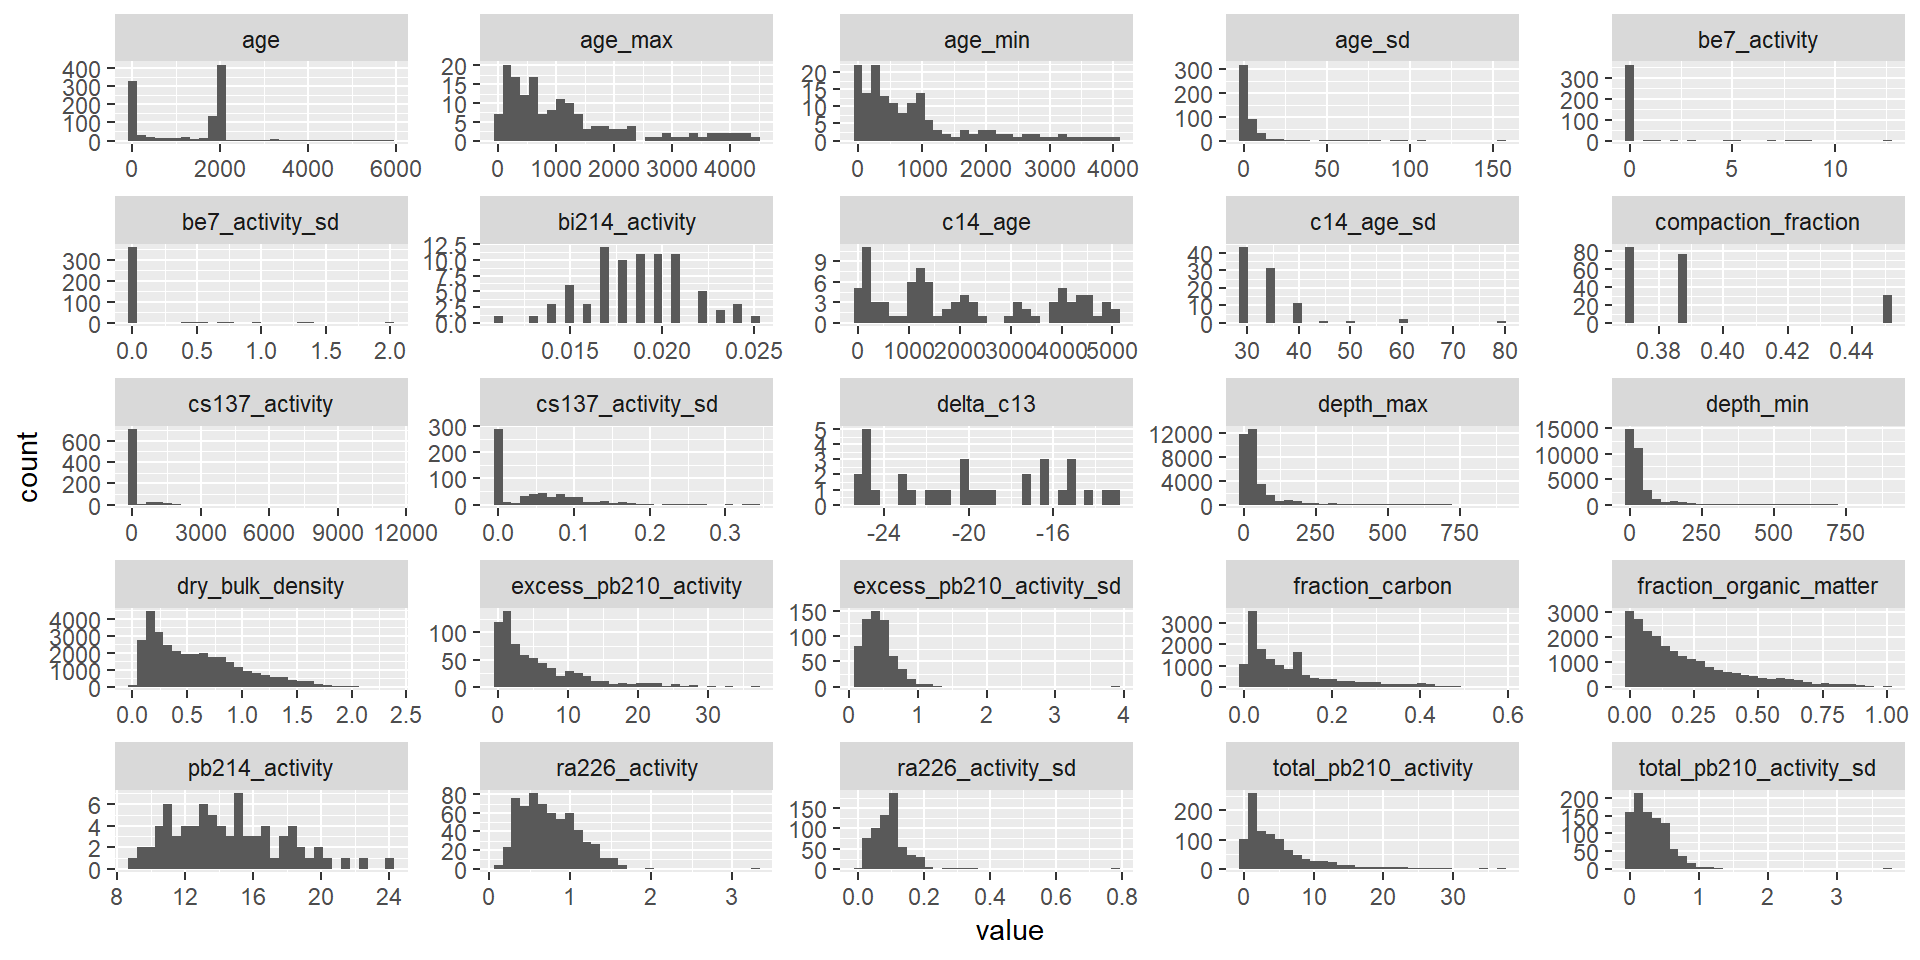 age
age_max
age_min
age_sd
be7_activity
400
300
200
100
0
0 2000 4000 6000
20
15
10
5
0
0 1000 2000 3000 4000
20
15
10
5
0
0 1000 2000 3000 4000
300
200
100
0
0 50 100 150
300
200
100
0
0 5 10
be7_activity_sd
bi214_activity
c14_age
c14_age_sd
compaction_fraction
300
200
100
0
0.0 0.5 1.0 1.5 2.0
12.5
10.0
7.5
5.0
2.5
0.0
0.015 0.020 0.025
9
6
3
0
0 1000 2000 3000 4000 5000
40
30
20
10
0
30 40 50 60 70 80
80
60
40
20
0
0.38 0.40 0.42 0.44
cs137_activity
cs137_activity_sd
delta_c13
depth_max
depth_min
count
600
400
200
0
0 3000 6000 9000 12000
300
200
100
0
0.0 0.1 0.2 0.3
5
4
3
2
1
0
-24 -20 -16
12000
8000
4000
0
0 250 500 750
15000
10000
5000
0
0 250 500 750
dry_bulk_density
excess_pb210_activity
excess_pb210_activity_sd
fraction_carbon
fraction_organic_matter
4000
3000
2000
1000
0
0.0 0.5 1.0 1.5 2.0 2.5
100
50
0
0 10 20 30
150
100
50
0
0 1 2 3 4
3000
2000
1000
0
0.0 0.2 0.4 0.6
3000
2000
1000
0
0.00 0.25 0.50 0.75 1.00
pb214_activity
ra226_activity
ra226_activity_sd
total_pb210_activity
total_pb210_activity_sd
6
4
2
0
8 12 16 20 24
80
60
40
20
0
0 1 2 3
150
100
50
0
0.0 0.2 0.4 0.6 0.8
200
100
0
0 10 20 30
200
150
100
50
0
0 1 2 3
value